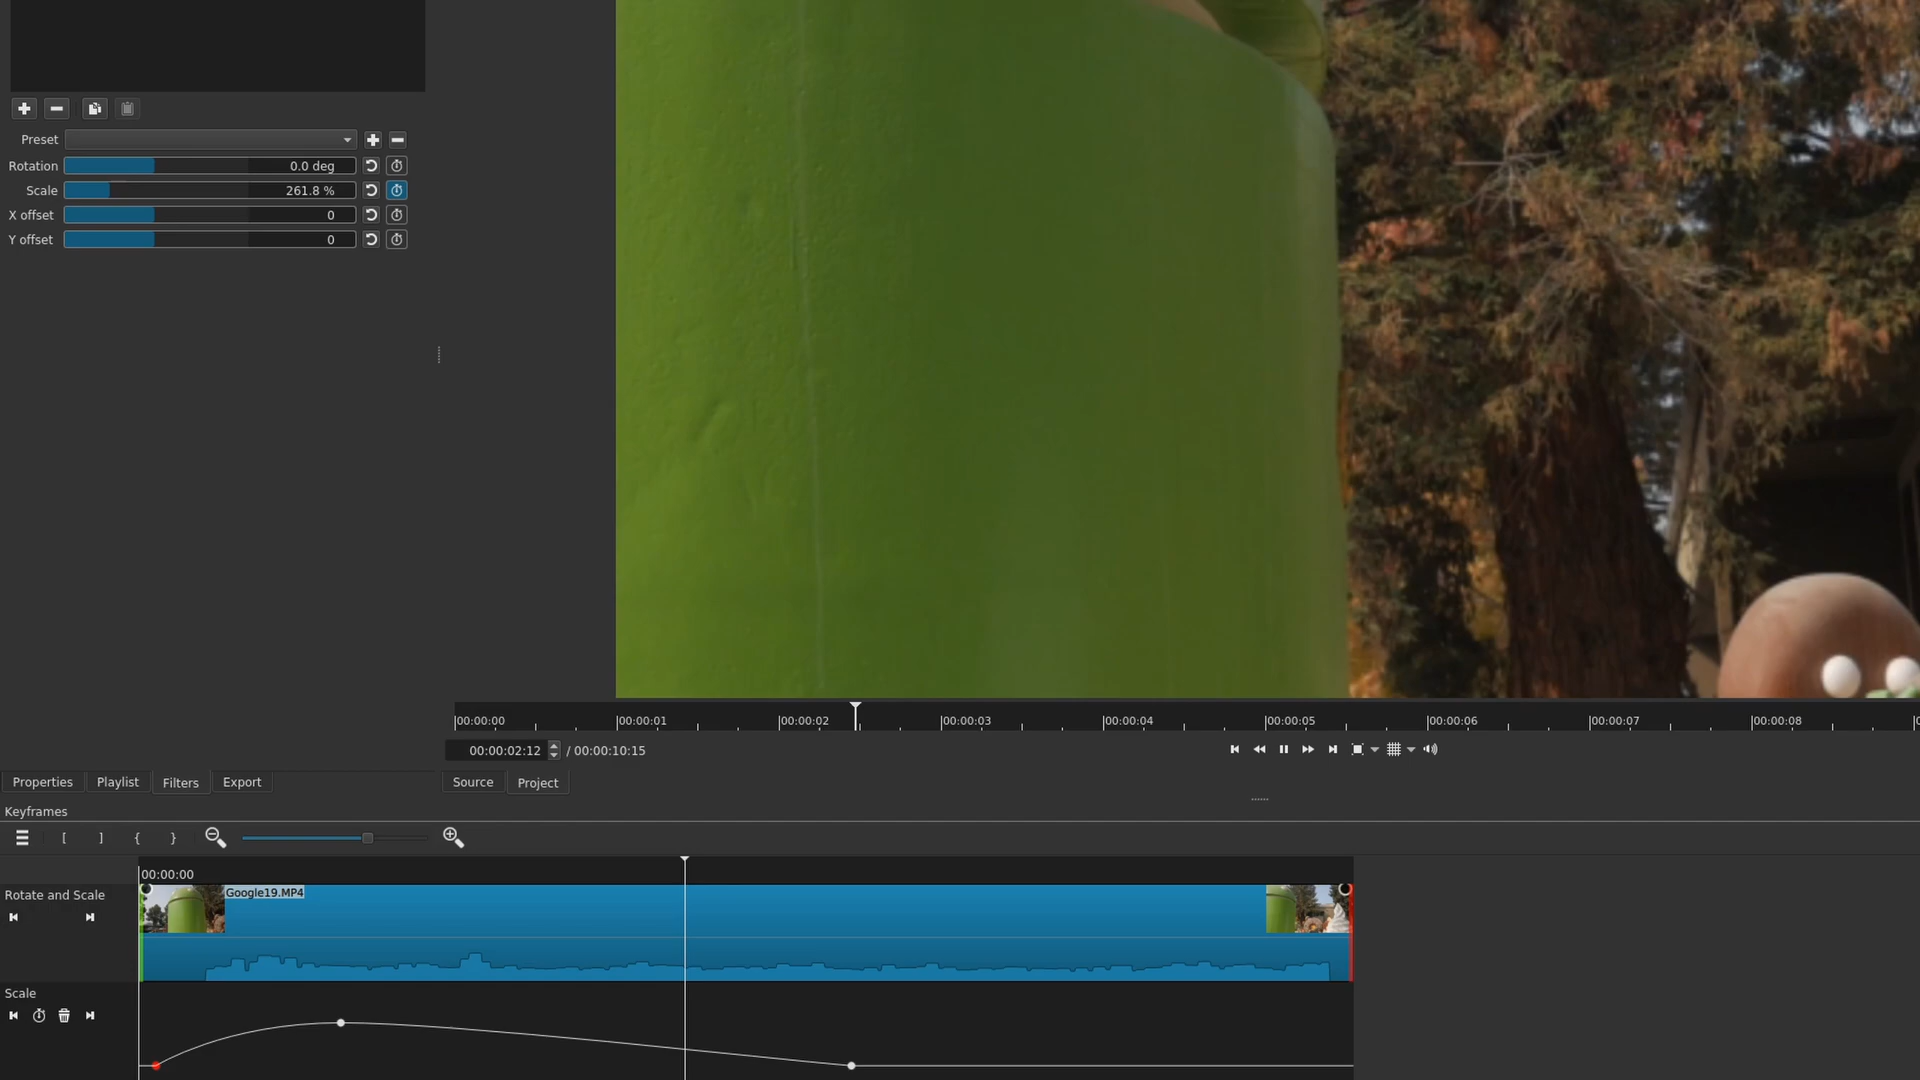 Preset
Rotation 0.0 deg
Scale 261.8 %
X offset 0
Y offset 0
00:00:00 00:00:01 00:00:02 00:00:03 00:00:04 00:00:05 00:00:06 00:00:07 00:00:08
00:00:02:12 / 00:00:10:15
Properties Playlist Filters Export Source Project
Keyframes
[ ] { }
00:00:00
Rotate and Scale
Google19.MP4
Scale